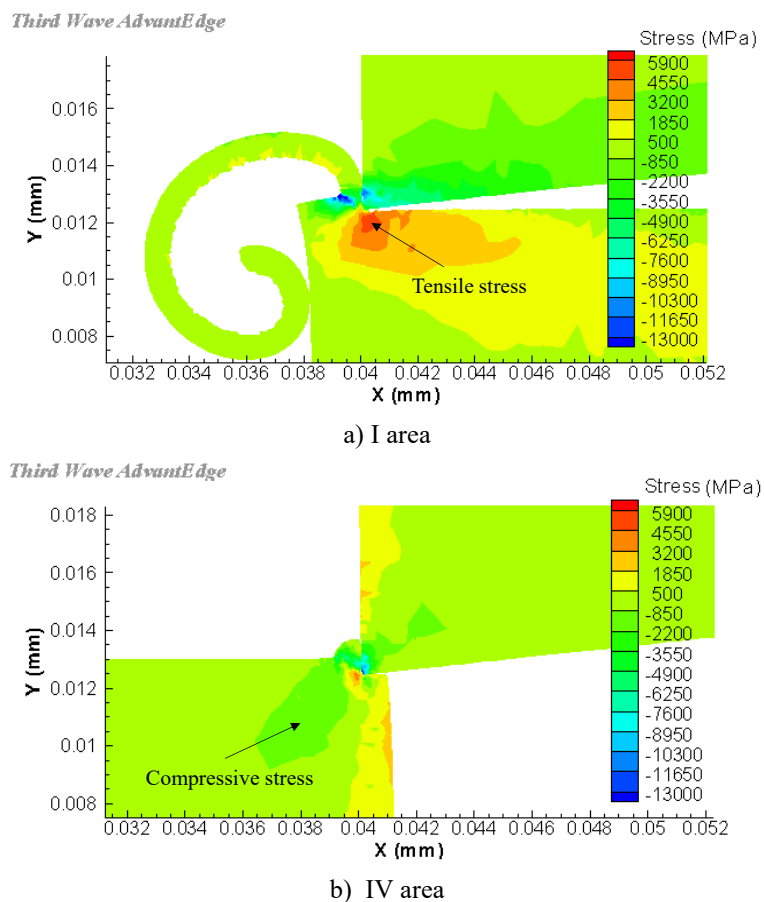 Third Wave AdvantEdge
Stress (MPa)
5900
4550
3200
1850
500
-850
-2200
-3550
-4900
-6250
-7600
-8950
-10300
-11650
-13000
0.016
0.014
0.012
0.01
0.008
Y (mm)
Tensile stress
0.032 0.034 0.036 0.038 0.04 0.042 0.044 0.046 0.048 0.05 0.052
X (mm)
a) I area
Third Wave AdvantEdge
Stress (MPa)
5900
4550
3200
1850
500
-850
-2200
-3550
-4900
-6250
-7600
-8950
-10300
-11650
-13000
0.018
0.016
0.014
0.012
0.01
0.008
Y (mm)
Compressive stress
0.032 0.034 0.036 0.038 0.04 0.042 0.044 0.046 0.048 0.05 0.052
X (mm)
b) IV area